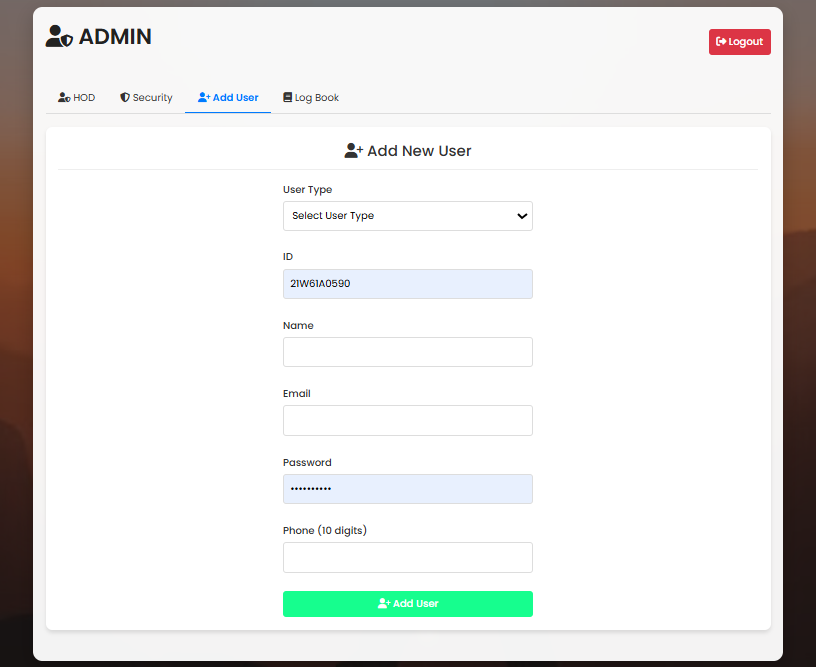 ADMIN
Logout
HOD
Security
Add User
Log Book
Add New User
User Type
Select User Type
ID
21W61A0590
Name
Email
Password
••••••••••
Phone (10 digits)
Add User